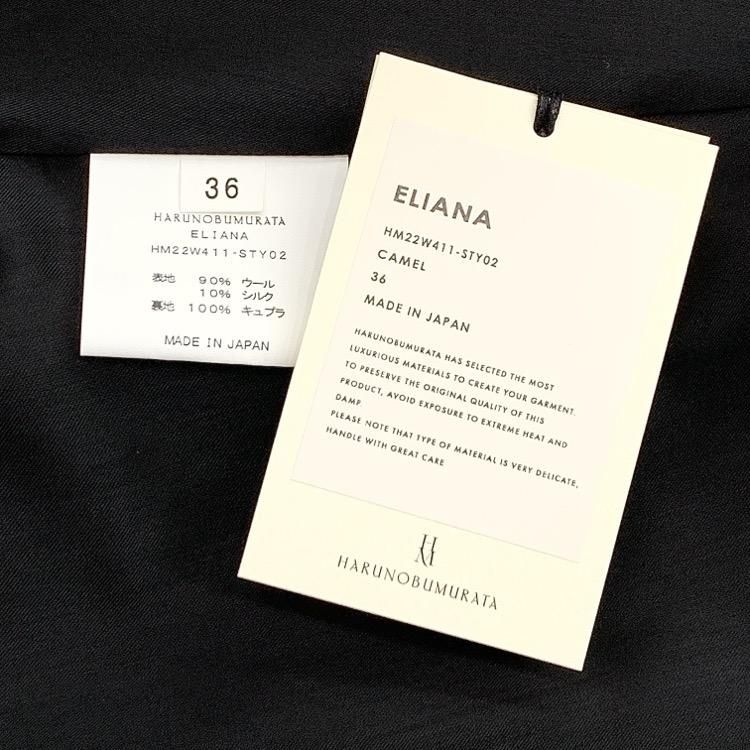 36
HARUNOBUMURATA
ELIANA
HM22W411-STY02
表地 90% ウール
10% シルク
裏地 100% キュプラ
MADE IN JAPAN
ELIANA
HM22W411-STY02
CAMEL
36
MADE IN JAPAN
HARUNOBUMURATA HAS SELECTED THE MOST
LUXURIOUS MATERIALS TO CREATE YOUR GARMENT.
TO PRESERVE THE ORIGINAL QUALITY OF THIS
PRODUCT, AVOID EXPOSURE TO EXTREME HEAT AND
DAMP.
PLEASE NOTE THAT TYPE OF MATERIAL IS VERY DELICATE,
HANDLE WITH GREAT CARE
HARUNOBUMURATA